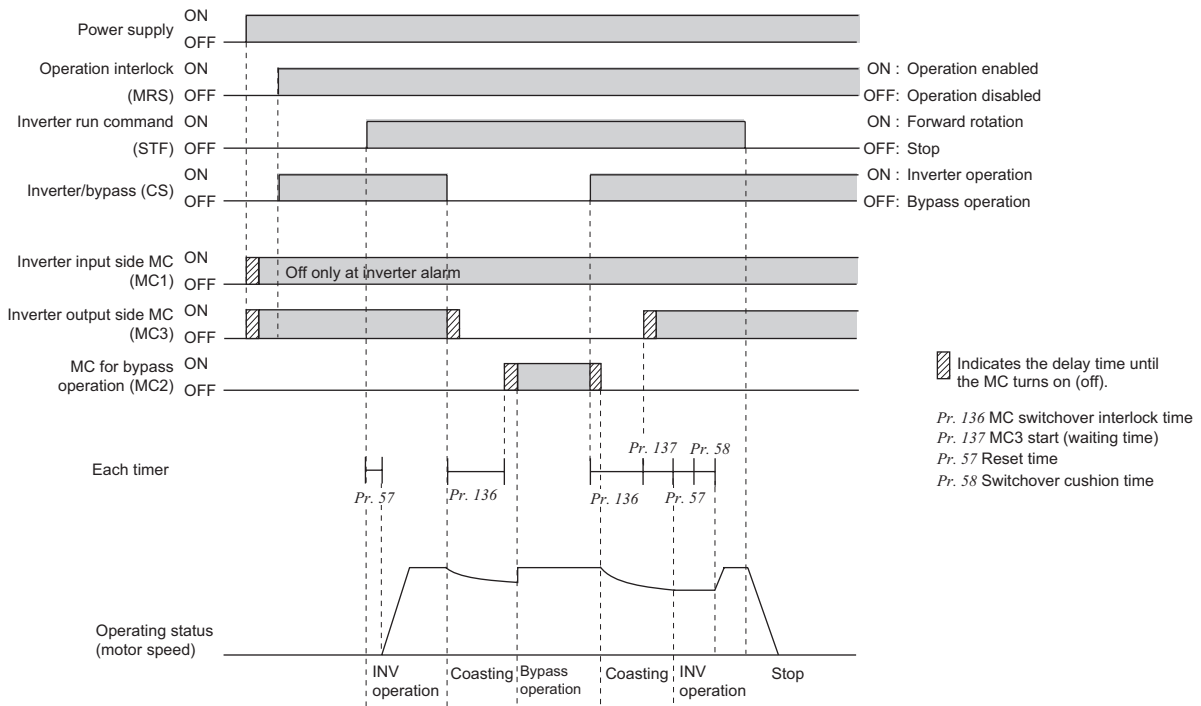 Power supply
ON
OFF
Operation interlock
(MRS)
ON
OFF
ON : Operation enabled
OFF: Operation disabled
Inverter run command
(STF)
ON
OFF
ON : Forward rotation
OFF: Stop
Inverter/bypass (CS)
ON
OFF
ON : Inverter operation
OFF: Bypass operation
Inverter input side MC
(MC1)
ON
OFF
Off only at inverter alarm
Inverter output side MC
(MC3)
ON
OFF
MC for bypass
operation (MC2)
ON
OFF
Indicates the delay time until
the MC turns on (off).
Pr. 136 MC switchover interlock time
Pr. 137 MC3 start (waiting time)
Pr. 57 Reset time
Pr. 58 Switchover cushion time
Each timer
Pr. 137
Pr. 58
Pr. 57
Pr. 136
Pr. 136
Pr. 57
Operating status
(motor speed)
INV
operation
Coasting
Bypass
operation
Coasting
INV
operation
Stop